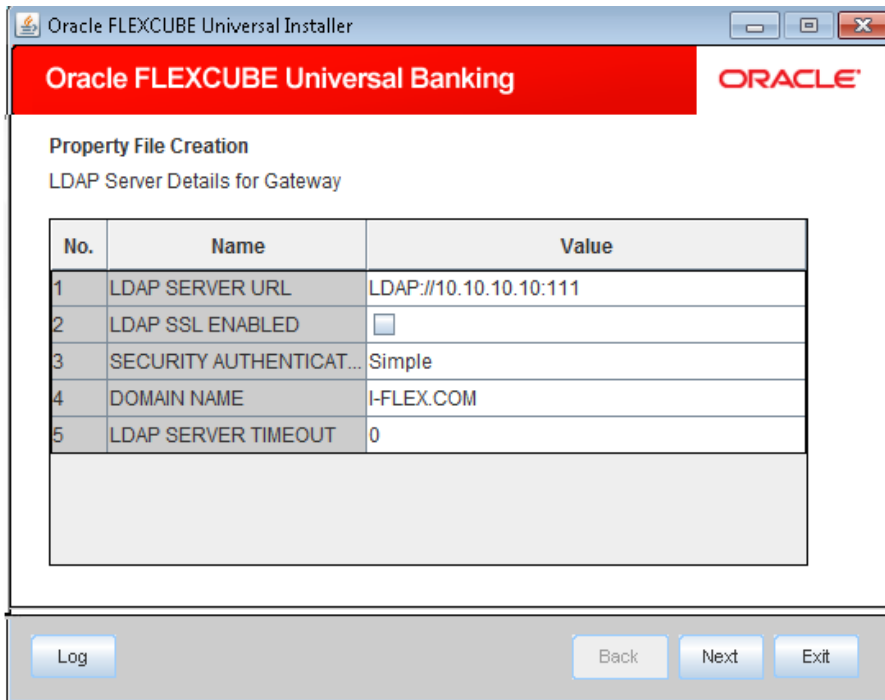 Oracle FLEXCUBE Universal Installer
Oracle FLEXCUBE Universal Banking
ORACLE
Property File Creation
LDAP Server Details for Gateway
No. Name Value
1 LDAP SERVER URL LDAP://10.10.10.10:111
2 LDAP SSL ENABLED
3 SECURITY AUTHENTICAT... Simple
4 DOMAIN NAME I-FLEX.COM
5 LDAP SERVER TIMEOUT 0
Log Back Next Exit